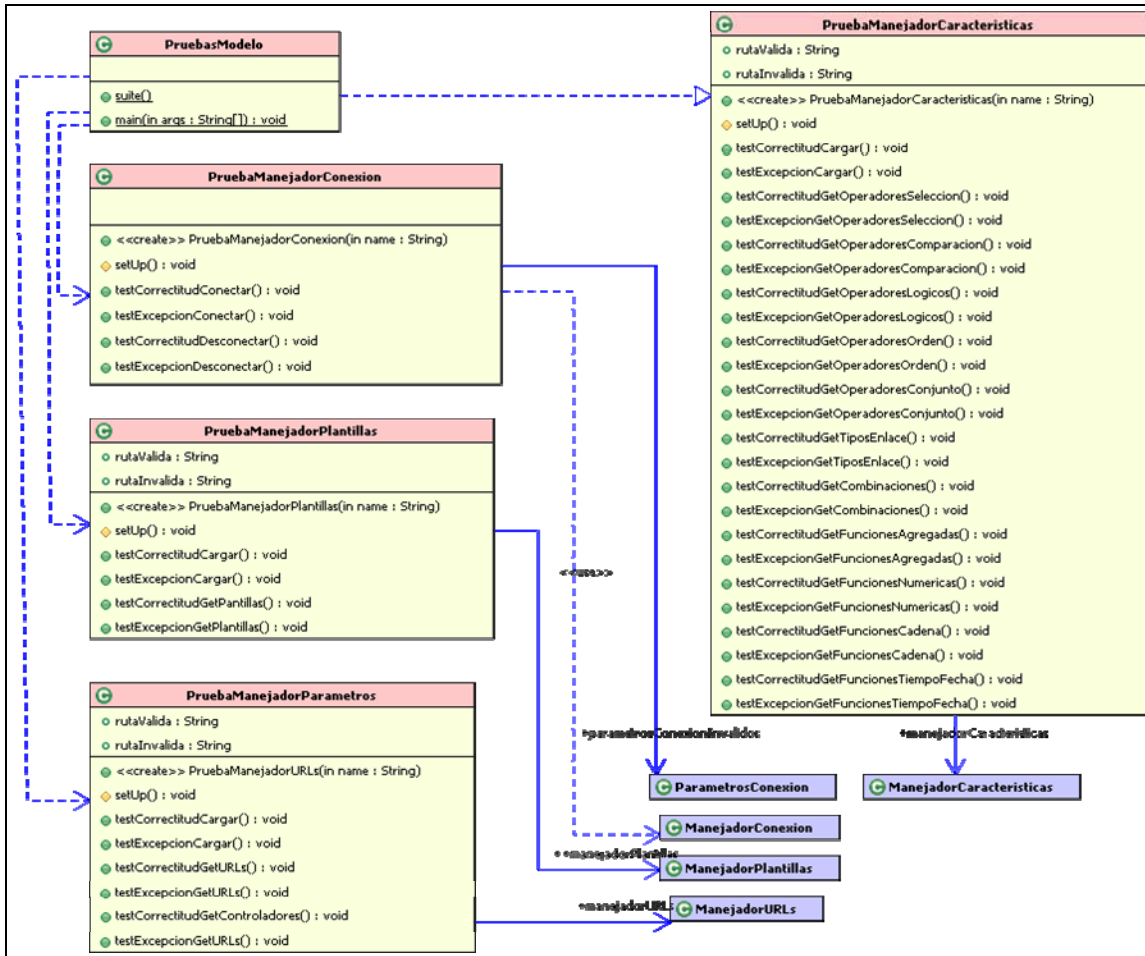 PruebasModelo
suite()
main(in args : String[]) : void
PruebaManejadorConexion
<<create>> PruebaManejadorConexion(in name : String)
setUp() : void
testCorrectitudConectar() : void
testExcepcionConectar() : void
testCorrectitudDesconectar() : void
testExcepcionDesconectar() : void
PruebaManejadorPlantillas
rutaValida : String
rutaInvalida : String
<<create>> PruebaManejadorPlantillas(in name : String)
setUp() : void
testCorrectitudCargar() : void
testExcepcionCargar() : void
testCorrectitudGetPantillas() : void
testExcepcionGetPlantillas() : void
PruebaManejadorParametros
rutaValida : String
rutaInvalida : String
<<create>> PruebaManejadorURLs(in name : String)
setUp() : void
testCorrectitudCargar() : void
testExcepcionCargar() : void
testCorrectitudGetURLs() : void
testExcepcionGetURLs() : void
testCorrectitudGetControladores() : void
testExcepcionGetURLs() : void
PruebaManejadorCaracteristicas
rutaValida : String
rutaInvalida : String
<<create>> PruebaManejadorCaracteristicas(in name : String)
setUp() : void
testCorrectitudCargar() : void
testExcepcionCargar() : void
testCorrectitudGetOperadoresSeleccion() : void
testExcepcionGetOperadoresSeleccion() : void
testCorrectitudGetOperadoresComparacion() : void
testExcepcionGetOperadoresComparacion() : void
testCorrectitudGetOperadoresLogicos() : void
testExcepcionGetOperadoresLogicos() : void
testCorrectitudGetOperadoresOrden() : void
testExcepcionGetOperadoresOrden() : void
testCorrectitudGetOperadoresConjunto() : void
testExcepcionGetOperadoresConjunto() : void
testCorrectitudGetTiposEnlace() : void
testExcepcionGetTiposEnlace() : void
testCorrectitudGetCombinaciones() : void
testExcepcionGetCombinaciones() : void
testCorrectitudGetFuncionesAgregadas() : void
testExcepcionGetFuncionesAgregadas() : void
testCorrectitudGetFuncionesNumericas() : void
testExcepcionGetFuncionesNumericas() : void
testCorrectitudGetFuncionesCadena() : void
testExcepcionGetFuncionesCadena() : void
testCorrectitudGetFuncionesTiempoFecha() : void
testExcepcionGetFuncionesTiempoFecha() : void
<<use>>
+parametrosConexionInvalidos
+manejadorCaracteristicas
ParametrosConexion
ManejadorCaracteristicas
ManejadorConexion
+manejadorPlantillas
ManejadorPlantillas
+manejadorURLs
ManejadorURLs